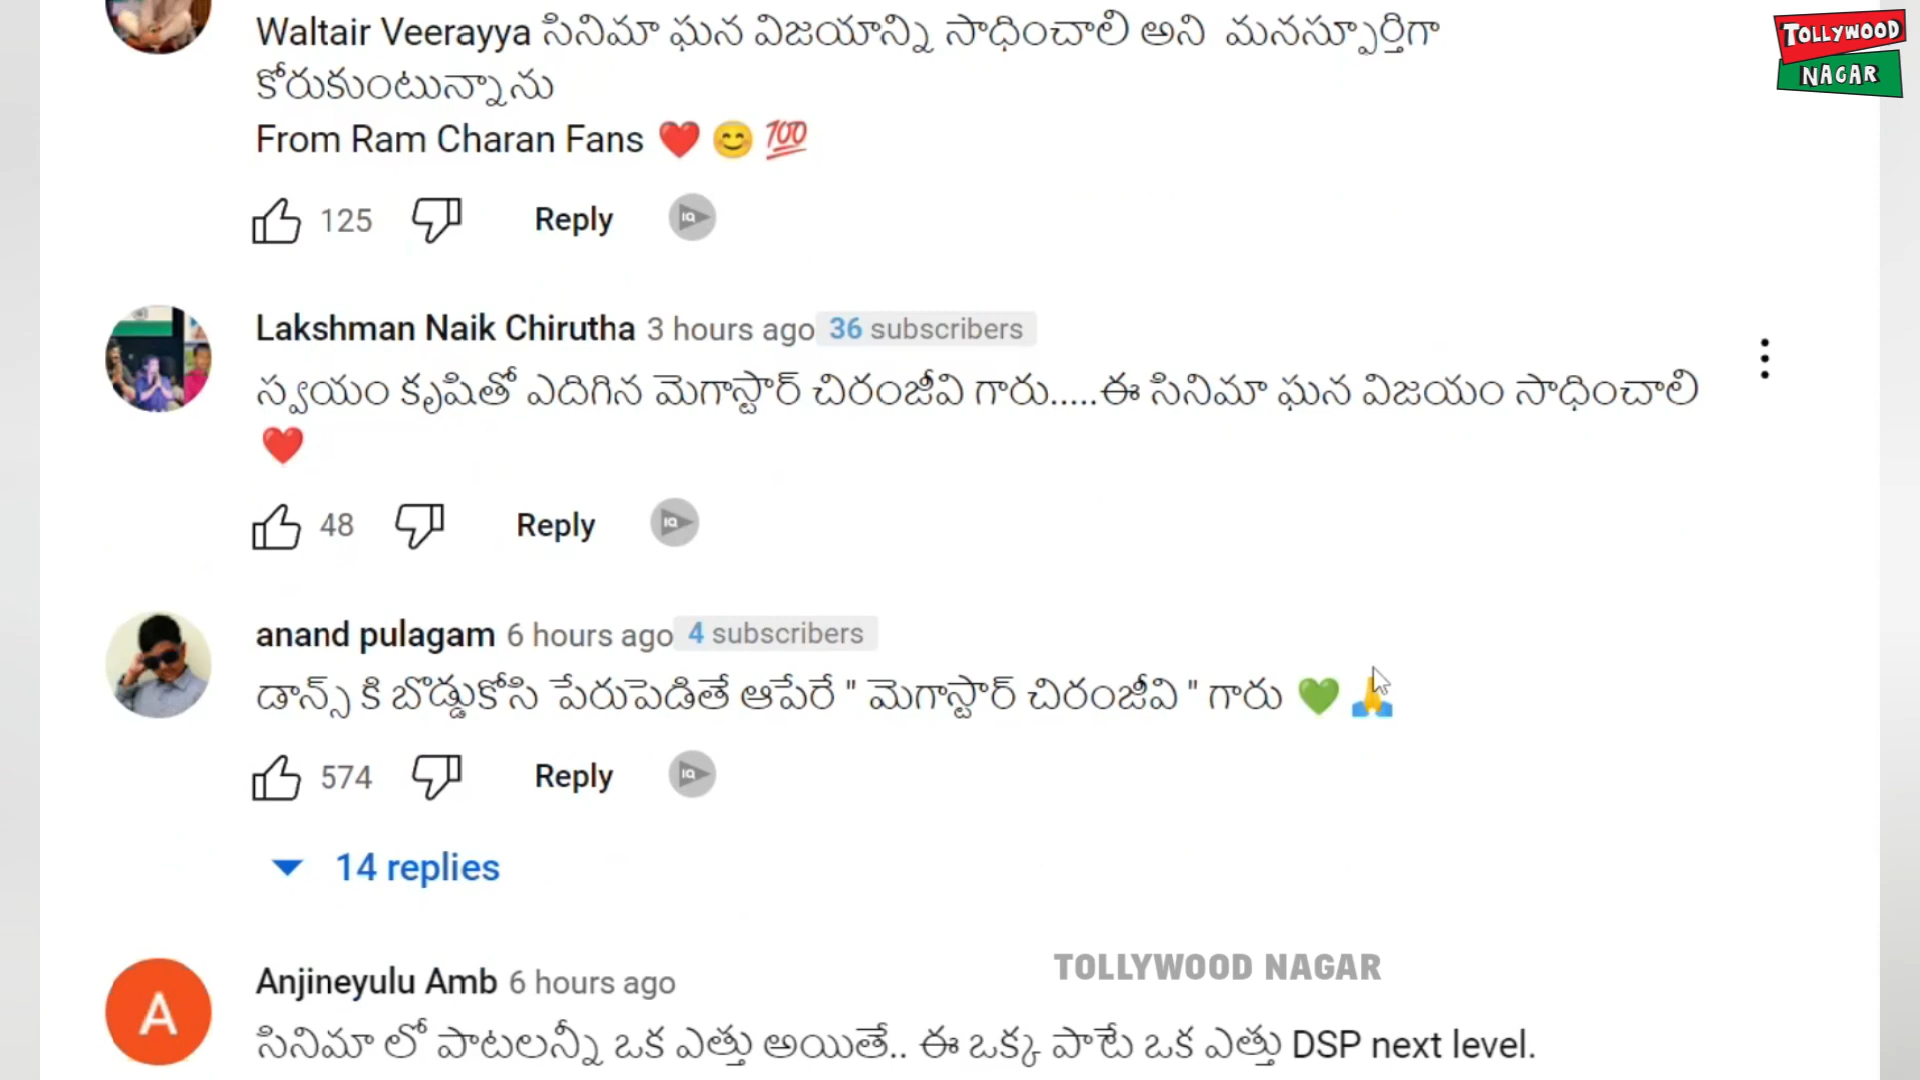 Waltair Veerayya సినిమా ఘన విజయాన్ని సాధించాలి అని మనస్పూర్తిగా
కోరుకుంటున్నాను
From Ram Charan Fans ❤️ 😊 💯
125 Reply
Lakshman Naik Chirutha 3 hours ago 36 subscribers
స్వయం కృషితో ఎదిగిన మెగాస్టార్ చిరంజీవి గారు.....ఈ సినిమా ఘన విజయం సాధించాలి
❤️
48 Reply
anand pulagam 6 hours ago 4 subscribers
డాన్స్ కి బొడ్డుకోసి పేరుపెడితే ఆపేరే " మెగాస్టార్ చిరంజీవి " గారు 💚 🙏
574 Reply
14 replies
Anjineyulu Amb 6 hours ago
సినిమా లో పాటలన్నీ ఒక ఎత్తు అయితే.. ఈ ఒక్క పాటే ఒక ఎత్తు DSP next level.
A
TOLLYWOOD
NAGAR
TOLLYWOOD NAGAR
IQ
IQ
IQ